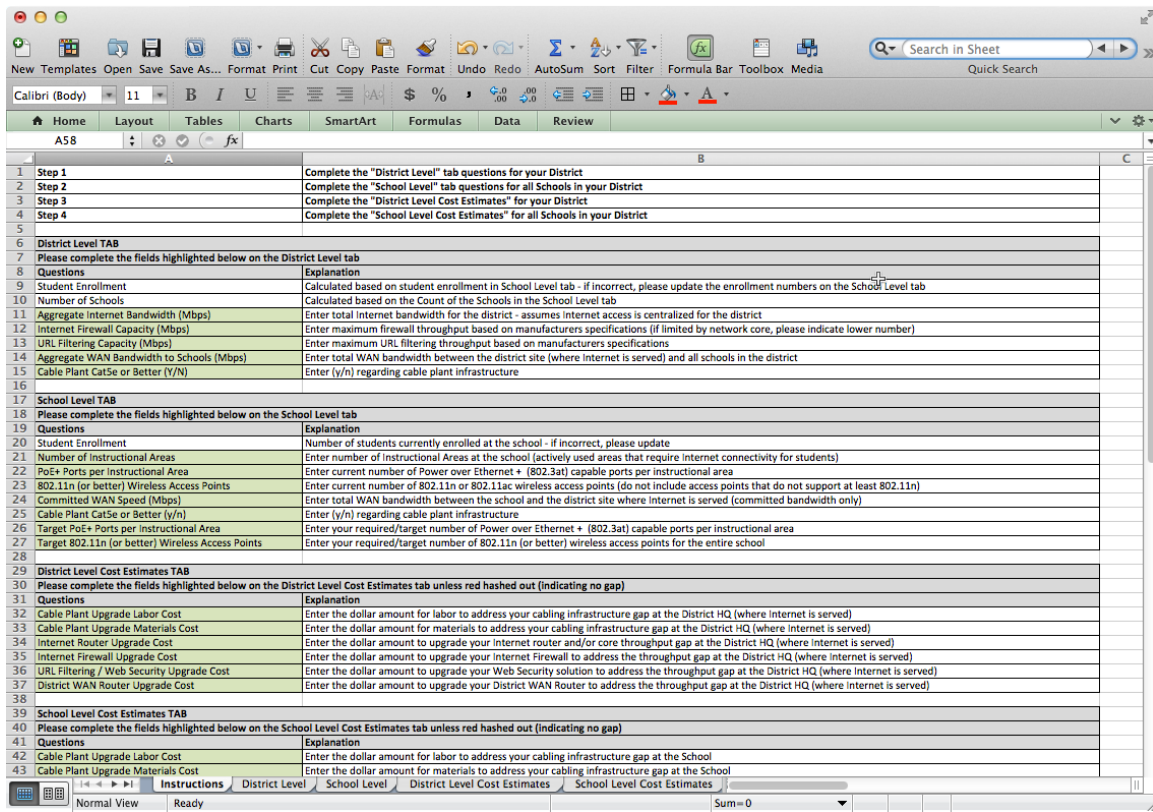 Search in Sheet
New Templates Open Save Save As... Format Print Cut Copy Paste Format Undo Redo AutoSum Sort Filter Formula Bar Toolbox Media Quick Search
Calibri (Body) 11 B I U $ % , .00 .00 A
Home Layout Tables Charts SmartArt Formulas Data Review
A58 fx
A B C
1 Step 1 Complete the "District Level" tab questions for your District
2 Step 2 Complete the "School Level" tab questions for all Schools in your District
3 Step 3 Complete the "District Level Cost Estimates" for your District
4 Step 4 Complete the "School Level Cost Estimates" for all Schools in your District
5
6 District Level TAB
7 Please complete the fields highlighted below on the District Level tab
8 Questions Explanation
9 Student Enrollment Calculated based on student enrollment in School Level tab - if incorrect, please update the enrollment numbers on the School Level tab
10 Number of Schools Calculated based on the Count of the Schools in the School Level tab
11 Aggregate Internet Bandwidth (Mbps) Enter total Internet bandwidth for the district - assumes Internet access is centralized for the district
12 Internet Firewall Capacity (Mbps) Enter maximum firewall throughput based on manufacturers specifications (if limited by network core, please indicate lower number)
13 URL Filtering Capacity (Mbps) Enter maximum URL filtering throughput based on manufacturers specifications
14 Aggregate WAN Bandwidth to Schools (Mbps) Enter total WAN bandwidth between the district site (where Internet is served) and all schools in the district
15 Cable Plant Cat5e or Better (Y/N) Enter (y/n) regarding cable plant infrastructure
16
17 School Level TAB
18 Please complete the fields highlighted below on the School Level tab
19 Questions Explanation
20 Student Enrollment Number of students currently enrolled at the school - if incorrect, please update
21 Number of Instructional Areas Enter number of Instructional Areas at the school (actively used areas that require Internet connectivity for students)
22 PoE+ Ports per Instructional Area Enter current number of Power over Ethernet + (802.3at) capable ports per instructional area
23 802.11n (or better) Wireless Access Points Enter current number of 802.11n or 802.11ac wireless access points (do not include access points that do not support at least 802.11n)
24 Committed WAN Speed (Mbps) Enter total WAN bandwidth between the school and the district site where Internet is served (committed bandwidth only)
25 Cable Plant Cat5e or Better (y/n) Enter (y/n) regarding cable plant infrastructure
26 Target PoE+ Ports per Instructional Area Enter your required/target number of Power over Ethernet + (802.3at) capable ports per instructional area
27 Target 802.11n (or better) Wireless Access Points Enter your required/target number of 802.11n (or better) wireless access points for the entire school
28
29 District Level Cost Estimates TAB
30 Please complete the fields highlighted below on the District Level Cost Estimates tab unless red hashed out (indicating no gap)
31 Questions Explanation
32 Cable Plant Upgrade Labor Cost Enter the dollar amount for labor to address your cabling infrastructure gap at the District HQ (where Internet is served)
33 Cable Plant Upgrade Materials Cost Enter the dollar amount for materials to address your cabling infrastructure gap at the District HQ (where Internet is served)
34 Internet Router Upgrade Cost Enter the dollar amount to upgrade your Internet router and/or core throughput gap at the District HQ (where Internet is served)
35 Internet Firewall Upgrade Cost Enter the dollar amount to upgrade your Internet Firewall to address the throughput gap at the District HQ (where Internet is served)
36 URL Filtering / Web Security Upgrade Cost Enter the dollar amount to upgrade your Web Security solution to address the throughput gap at the District HQ (where Internet is served)
37 District WAN Router Upgrade Cost Enter the dollar amount to upgrade your District WAN Router to address the throughput gap at the District HQ (where Internet is served)
38
39 School Level Cost Estimates TAB
40 Please complete the fields highlighted below on the School Level Cost Estimates tab unless red hashed out (indicating no gap)
41 Questions Explanation
42 Cable Plant Upgrade Labor Cost Enter the dollar amount for labor to address your cabling infrastructure gap at the School
43 Cable Plant Upgrade Materials Cost Enter the dollar amount for materials to address your cabling infrastructure gap at the School
Instructions District Level School Level District Level Cost Estimates School Level Cost Estimates
Normal View Ready Sum=0